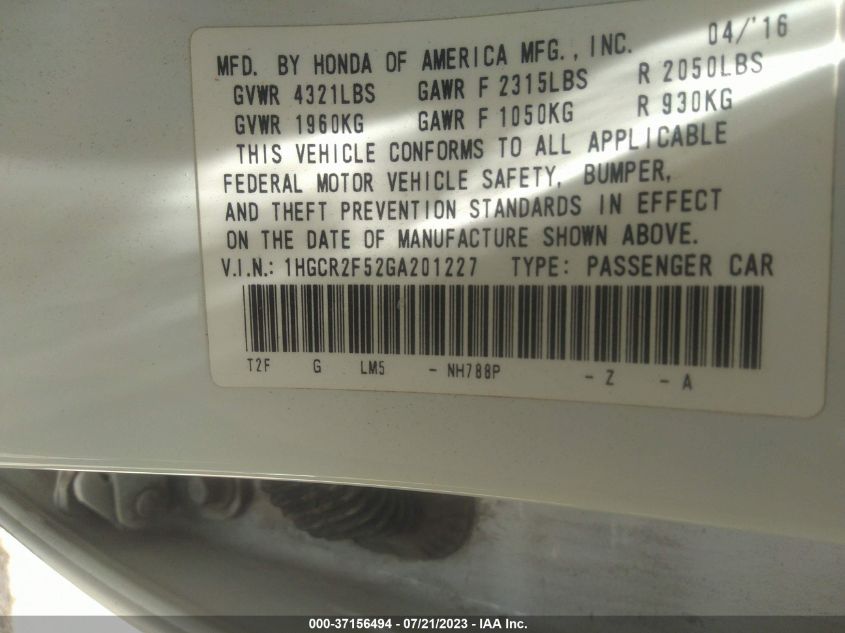 MFD. BY HONDA OF AMERICA MFG., INC. 04/'16
GVWR 4321LBS GAWR F 2315LBS R 2050LBS
GVWR 1960KG GAWR F 1050KG R 930KG
THIS VEHICLE CONFORMS TO ALL APPLICABLE
FEDERAL MOTOR VEHICLE SAFETY, BUMPER,
AND THEFT PREVENTION STANDARDS IN EFFECT
ON THE DATE OF MANUFACTURE SHOWN ABOVE.
V.I.N.: 1HGCR2F52GA201227 TYPE: PASSENGER CAR
T2F G LM5 - NH788P - Z - A
000-37156494 - 07/21/2023 - IAA Inc.